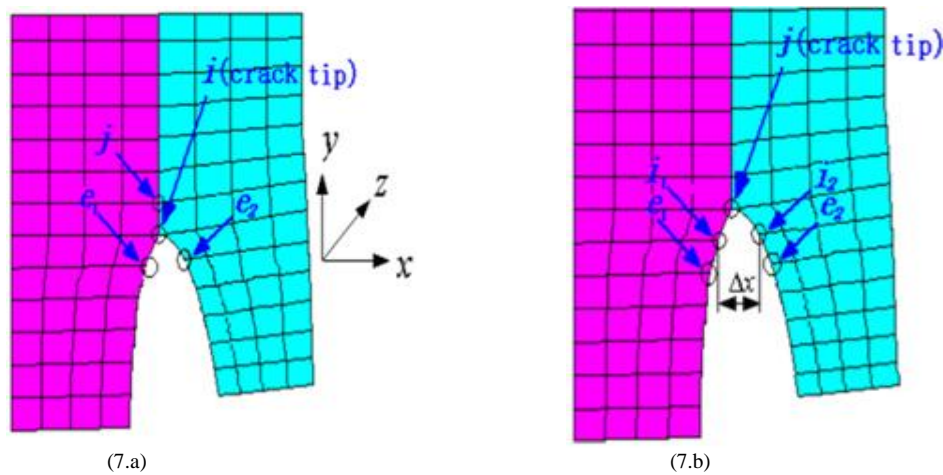 i(crack tip)
j
e₁
e₂
y
z
x
(7.a)
j(crack tip)
i₁
e₁
i₂
e₂
Δx
(7.b)